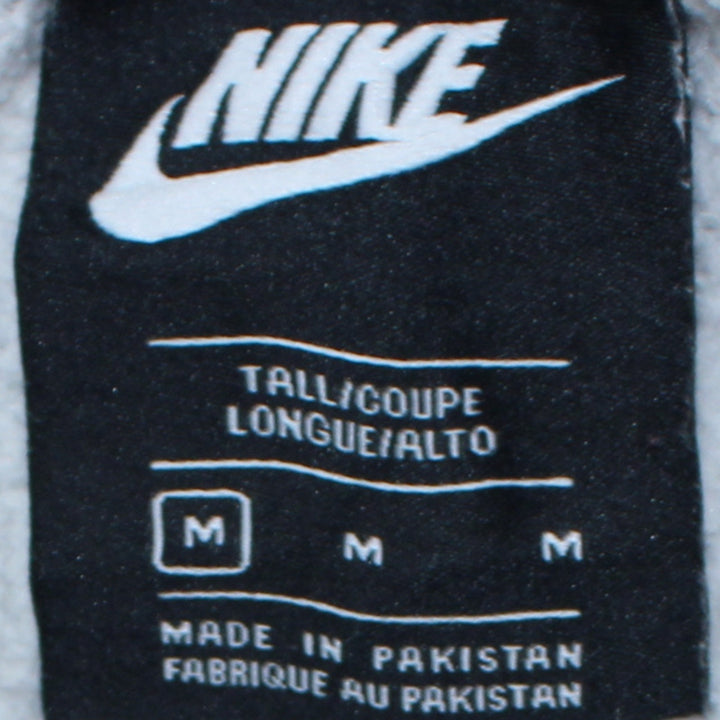 NIKE
TALL/COUPE
LONGUE/ALTO
M M M
MADE IN PAKISTAN
FABRIQUE AU PAKISTAN